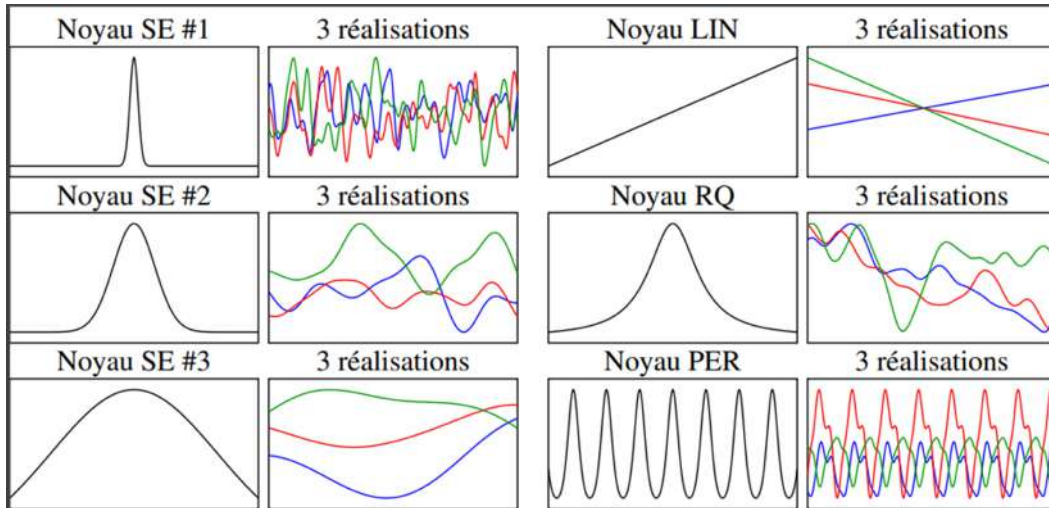 Noyau SE #1
3 réalisations
Noyau LIN
3 réalisations
Noyau SE #2
3 réalisations
Noyau RQ
3 réalisations
Noyau SE #3
3 réalisations
Noyau PER
3 réalisations